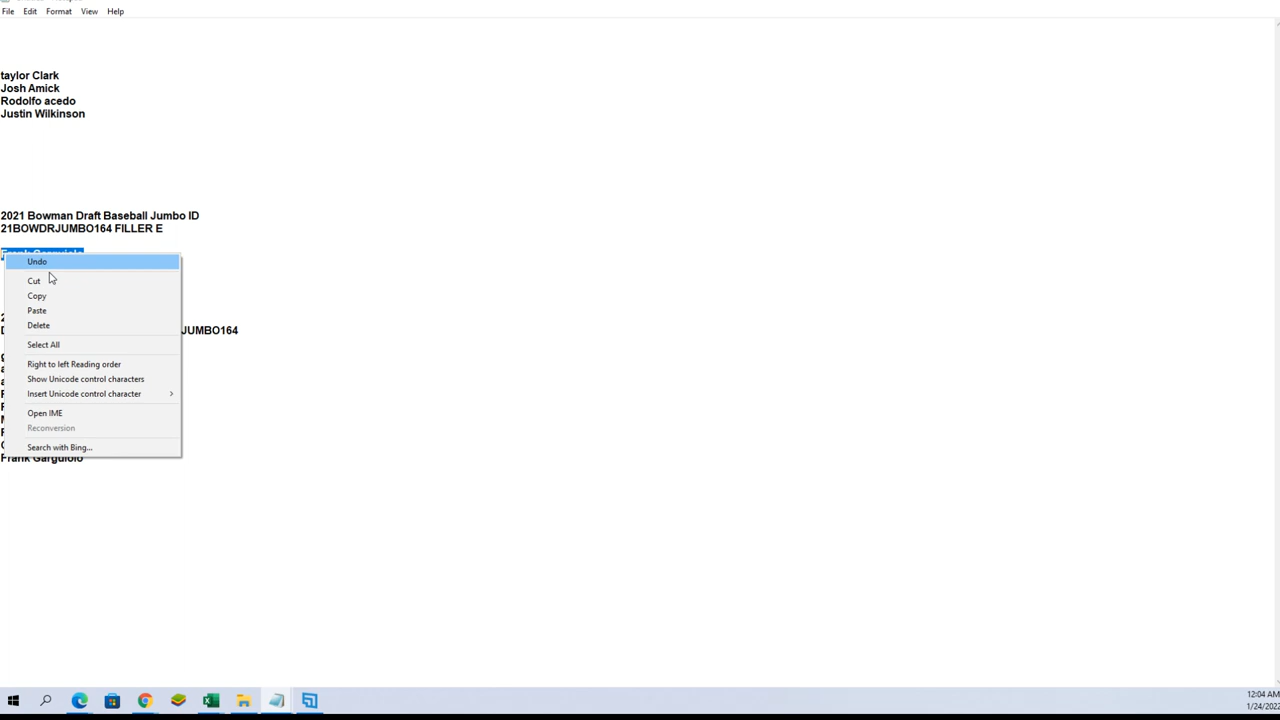 File Edit Format View Help
taylor Clark
Josh Amick
Rodolfo acedo
Justin Wilkinson
2021 Bowman Draft Baseball Jumbo ID
21BOWDRJUMBO164 FILLER E
Undo
Cut
Copy
Paste
Delete
Select All
Right to left Reading order
Show Unicode control characters
Insert Unicode control character
Open IME
Reconversion
Search with Bing...
JUMBO164
Frank Garguiolo
12:04 AM
1/24/2022